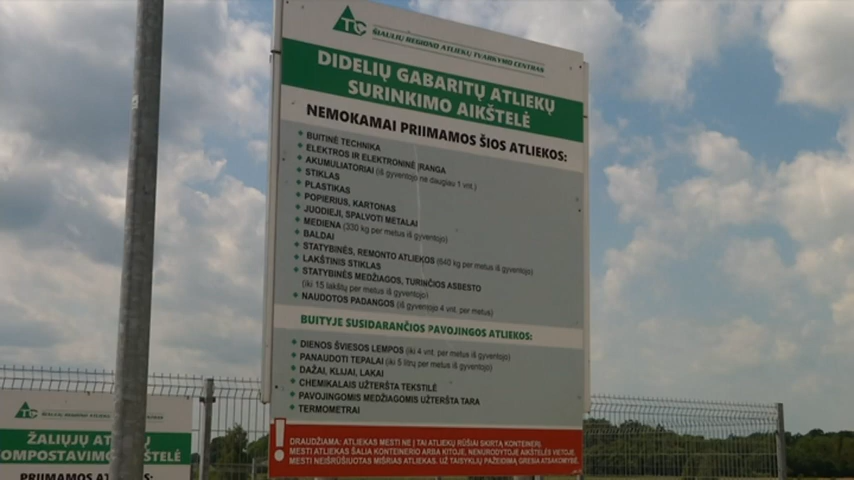 ATC
ŠIAULIŲ REGIONO ATLIEKŲ TVARKYMO CENTRAS
DIDELIŲ GABARITŲ ATLIEKŲ
SURINKIMO AIKŠTELĖ
NEMOKAMAI PRIIMAMOS ŠIOS ATLIEKOS:
BUITINĖ TECHNIKA
ELEKTROS IR ELEKTRONINĖ ĮRANGA
AKUMULIATORIAI (iš gyventojo ne daugiau 1 vnt.)
STIKLAS
PLASTIKAS
POPIERIUS, KARTONAS
JUODIEJI, SPALVOTI METALAI
MEDIENA (330 kg per metus iš gyventojo)
BALDAI
STATYBINĖS, REMONTO ATLIEKOS (640 kg per metus iš gyventojo)
LAKŠTINIS STIKLAS
STATYBINĖS MEDŽIAGOS, TURINČIOS ASBESTO
(iki 15 lakštų per metus iš gyventojo)
NAUDOTOS PADANGOS (iš gyventojo 4 vnt. per metus)
BUITYJE SUSIDARANČIOS PAVOJINGOS ATLIEKOS:
DIENOS ŠVIESOS LEMPOS (iki 4 vnt. per metus iš gyventojo)
PANAUDOTI TEPALAI (iki 5 litrų per metus iš gyventojo)
DAŽAI, KLIJAI, LAKAI
CHEMIKALAIS UŽTERŠTA TEKSTILĖ
PAVOJINGOMIS MEDŽIAGOMIS UŽTERŠTA TARA
TERMOMETRAI
! DRAUDŽIAMA: ATLIEKAS MESTI NE Į TAI ATLIEKŲ RŪŠIAI SKIRTĄ KONTEINERĮ,
MESTI ATLIEKAS ŠALIA KONTEINERIO ARBA KITOJE, NENURODYTOJE AIKŠTELĖS VIETOJE,
MESTI NEIŠRŪŠIUOTAS MIŠRIAS ATLIEKAS. UŽ TAISYKLIŲ PAŽEIDIMĄ GRESIA ATSAKOMYBĖ.
ATC
ŠIAULIŲ REGIONO ATLIEKŲ
ŽALIŲJŲ AT
OMPOSTAVIMO ŠTELĖ
PRIIMAMOS AS: